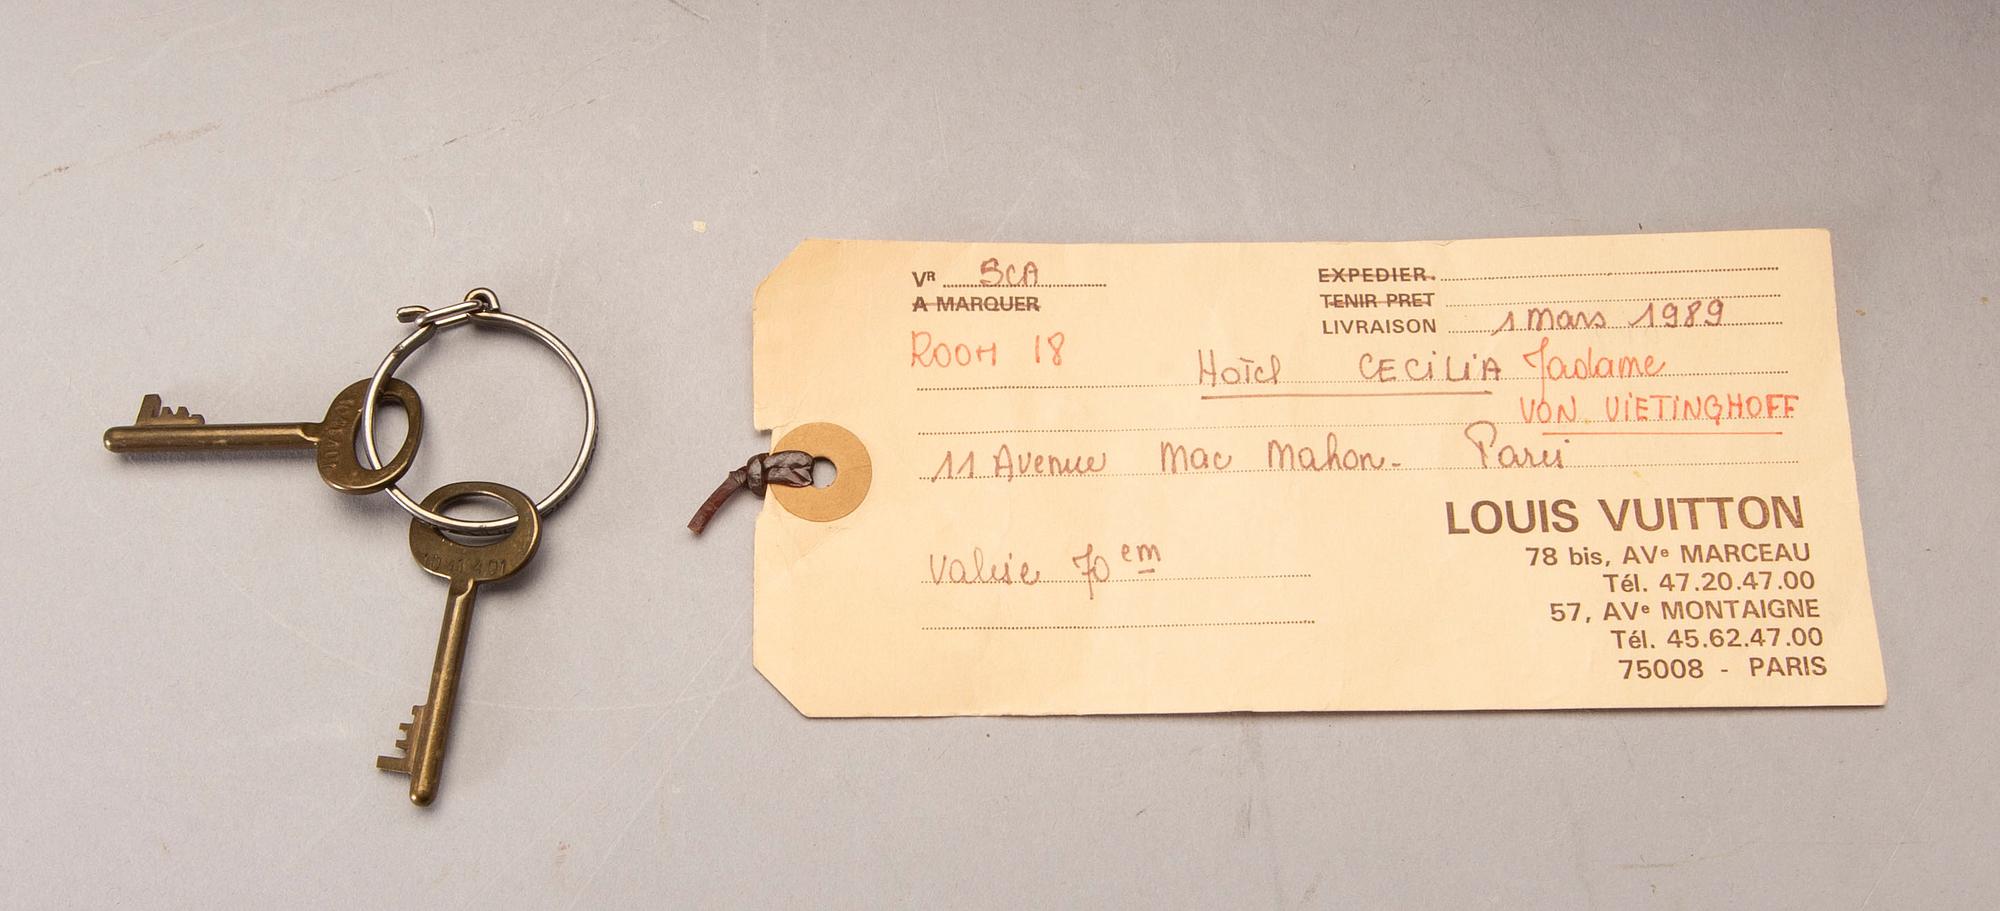 Vᴿ SCA
A MARQUER
EXPEDIER
TENIR PRET
LIVRAISON 1 Mars 1989
ROOM 18
Hotel CECiLiA Madame
VON ViETiNGHOFF
11 Avenue Mac Mahon - Paris
LOUIS VUITTON
Valise 70 cm
78 bis, AVᵉ MARCEAU
Tél. 47.20.47.00
57, AVᵉ MONTAIGNE
Tél. 45.62.47.00
75008 - PARIS